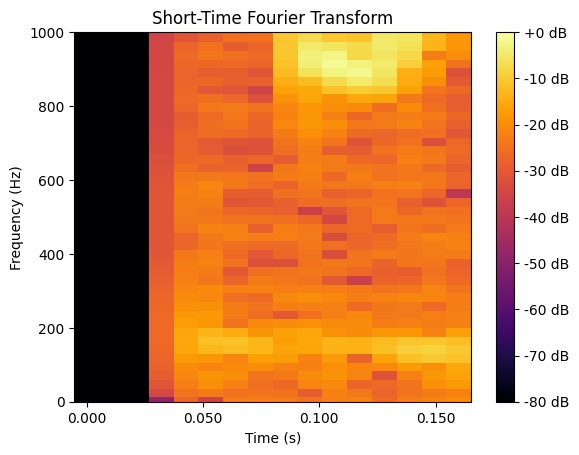 Short-Time Fourier Transform
1000
800
600
400
200
0
Frequency (Hz)
0.000
0.050
0.100
0.150
Time (s)
+0 dB
-10 dB
-20 dB
-30 dB
-40 dB
-50 dB
-60 dB
-70 dB
-80 dB